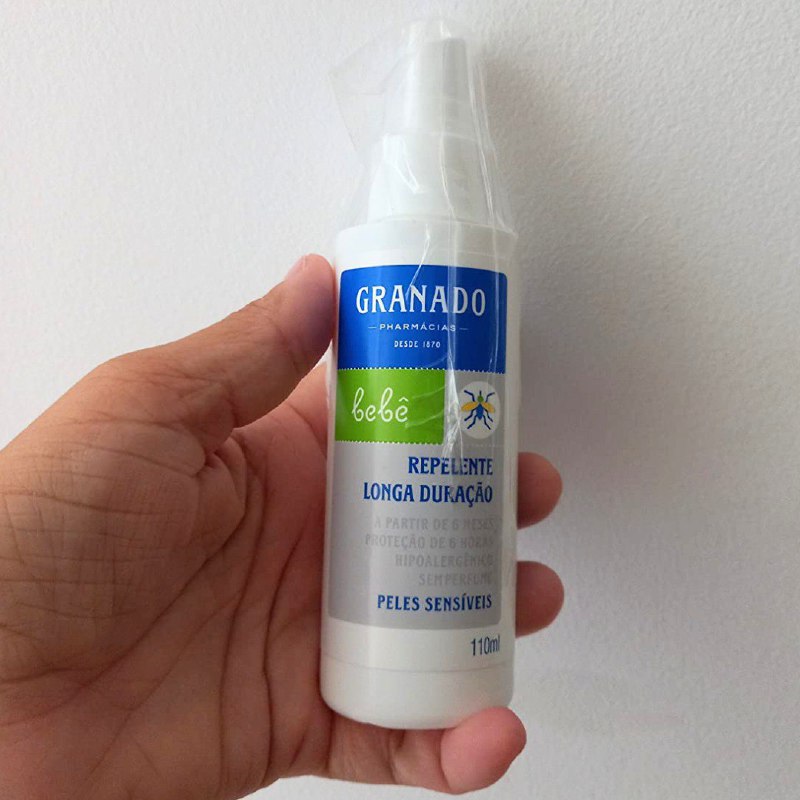 GRANADO
PHARMÁCIAS
DESDE 1870
bebê
REPELENTE
LONGA DURAÇÃO
A PARTIR DE 6 MESES
PROTEÇÃO DE 6 HORAS
HIPOALERGÊNICO
SEM PERFUME
PELES SENSÍVEIS
110ml